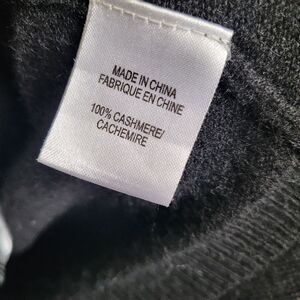 MADE IN CHINA
FABRIQUE EN CHINE
100% CASHMERE/
CACHEMIRE